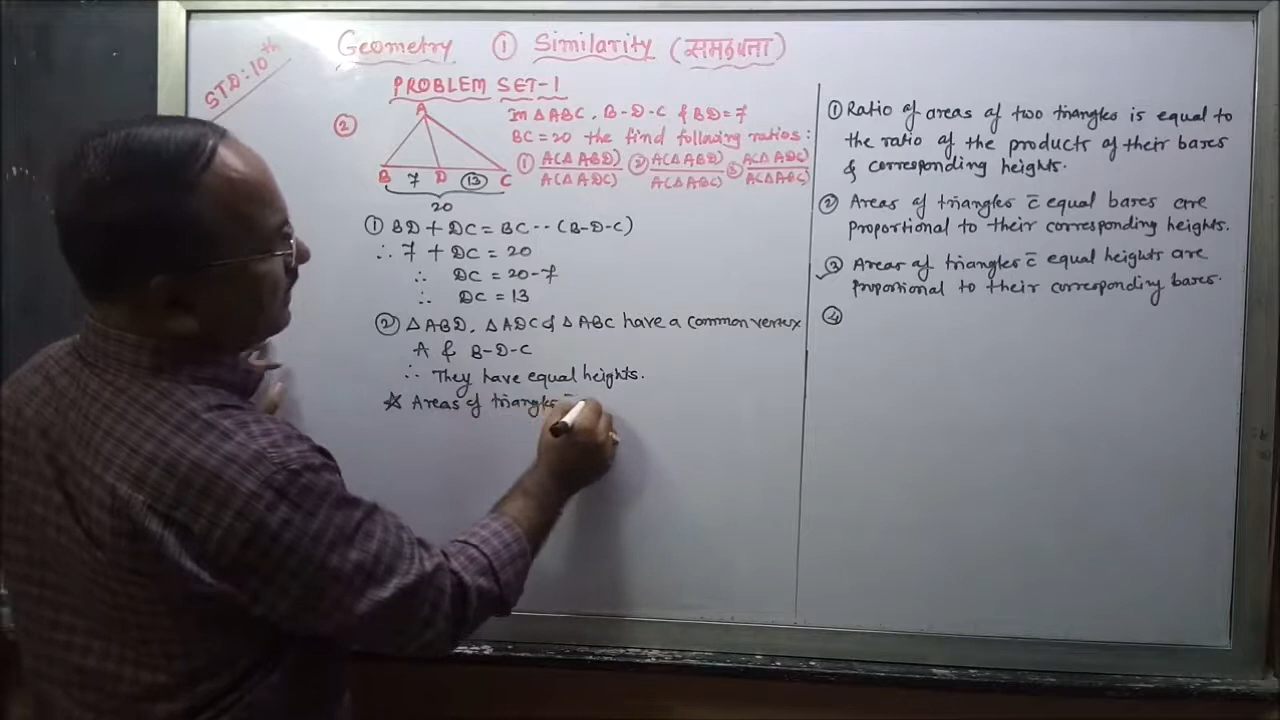 STD:10th
Geometry ① Similarity (समरूपता)
PROBLEM SET-1
②
A
B 7 D ⑬ C
20
In △ABC, B-D-C & BD=7
BC=20 the find following ratios:
① A(△ABD)/A(△ADC) ② A(△ABD)/A(△ABC) ③ A(△ADC)/A(△ABC)
① BD + DC = BC -- (B-D-C)
∴ 7 + DC = 20
∴ DC = 20-7
∴ DC = 13
② △ABD, △ADC & △ABC have a common vertex
A & B-D-C
∴ They have equal heights.
☆ Areas of triangles
① Ratio of areas of two triangles is equal to
the ratio of the products of their bases
& corresponding heights.
② Areas of triangles c̄ equal bases are
proportional to their corresponding heights.
③ Areas of triangles c̄ equal heights are
proportional to their corresponding bases.
④